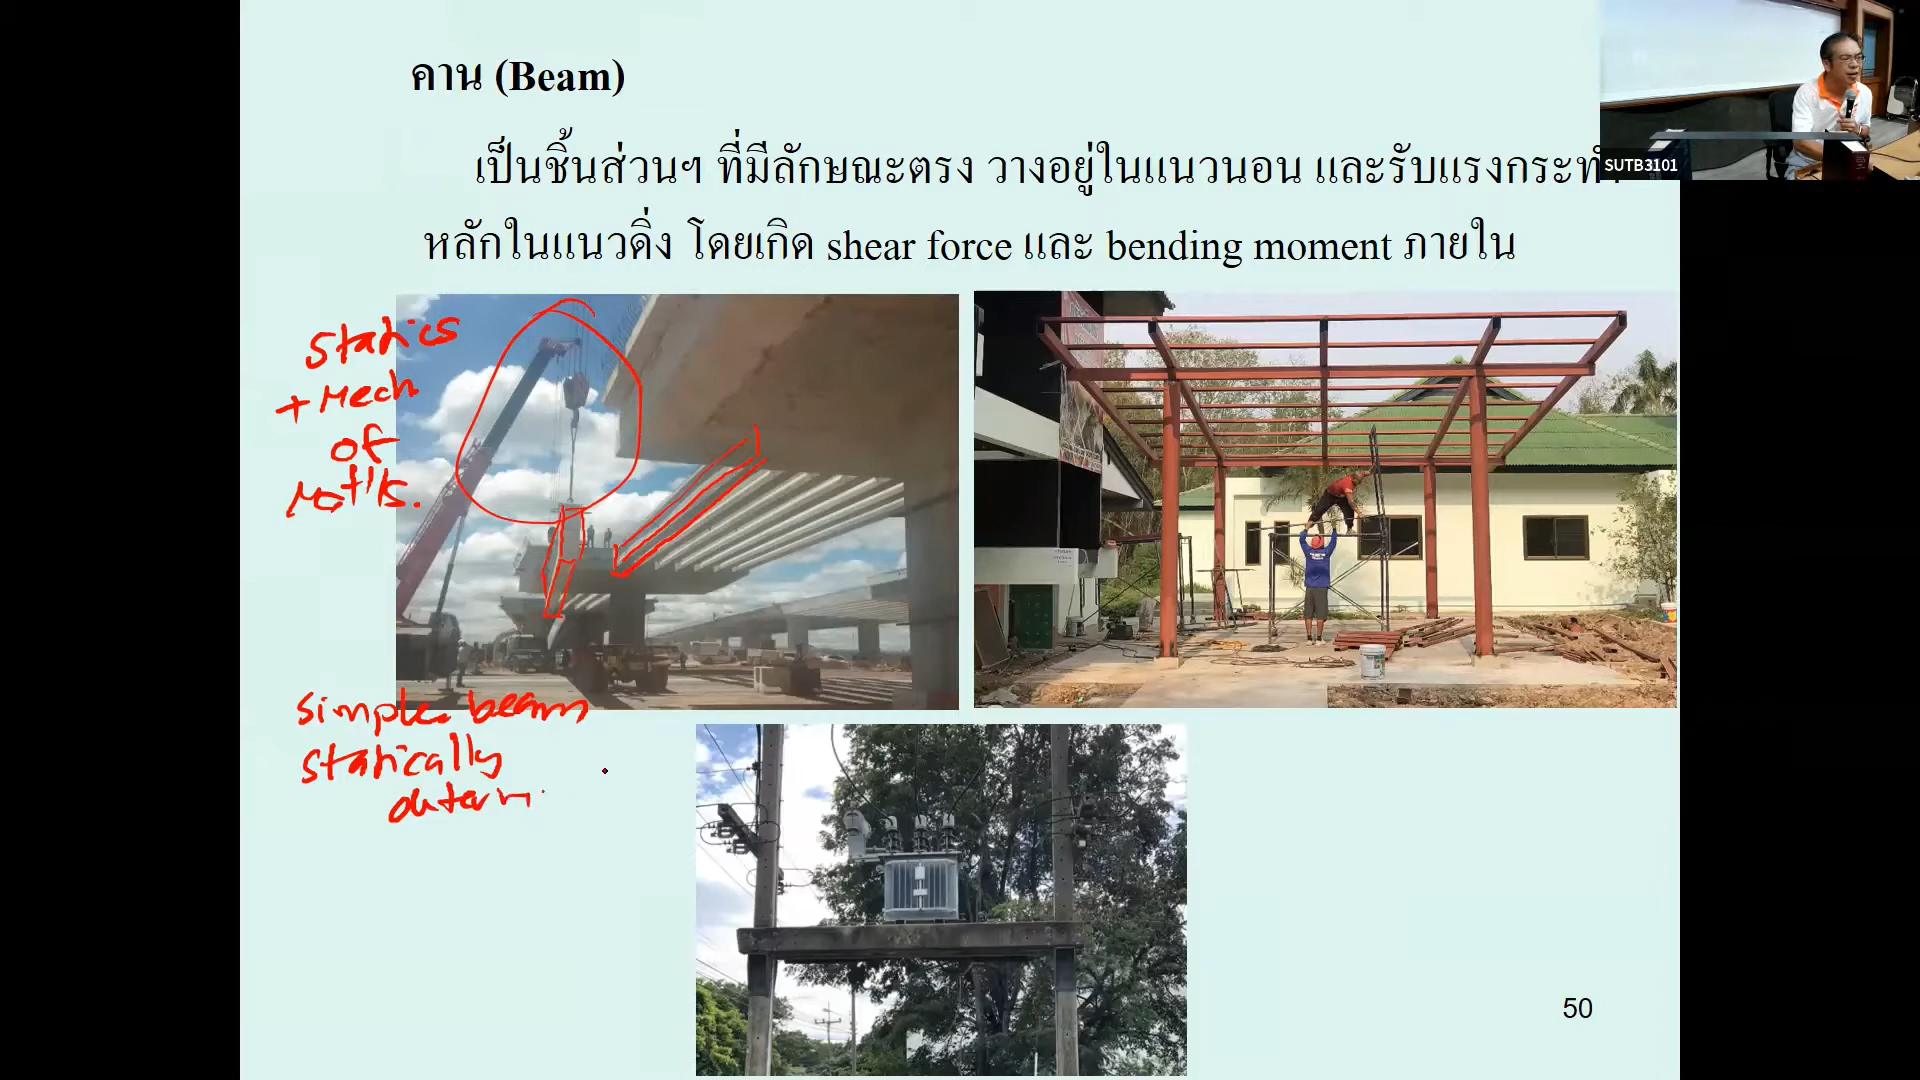 คาน (Beam)
เป็นชิ้นส่วนฯ ที่มีลักษณะตรง วางอยู่ในแนวนอน และรับแรงกระทำ
หลักในแนวดิ่ง โดยเกิด shear force และ bending moment ภายใน
SUTB3101
Statics
+ Mech
of
Mat'ls.
simple beam
statically
determ
50